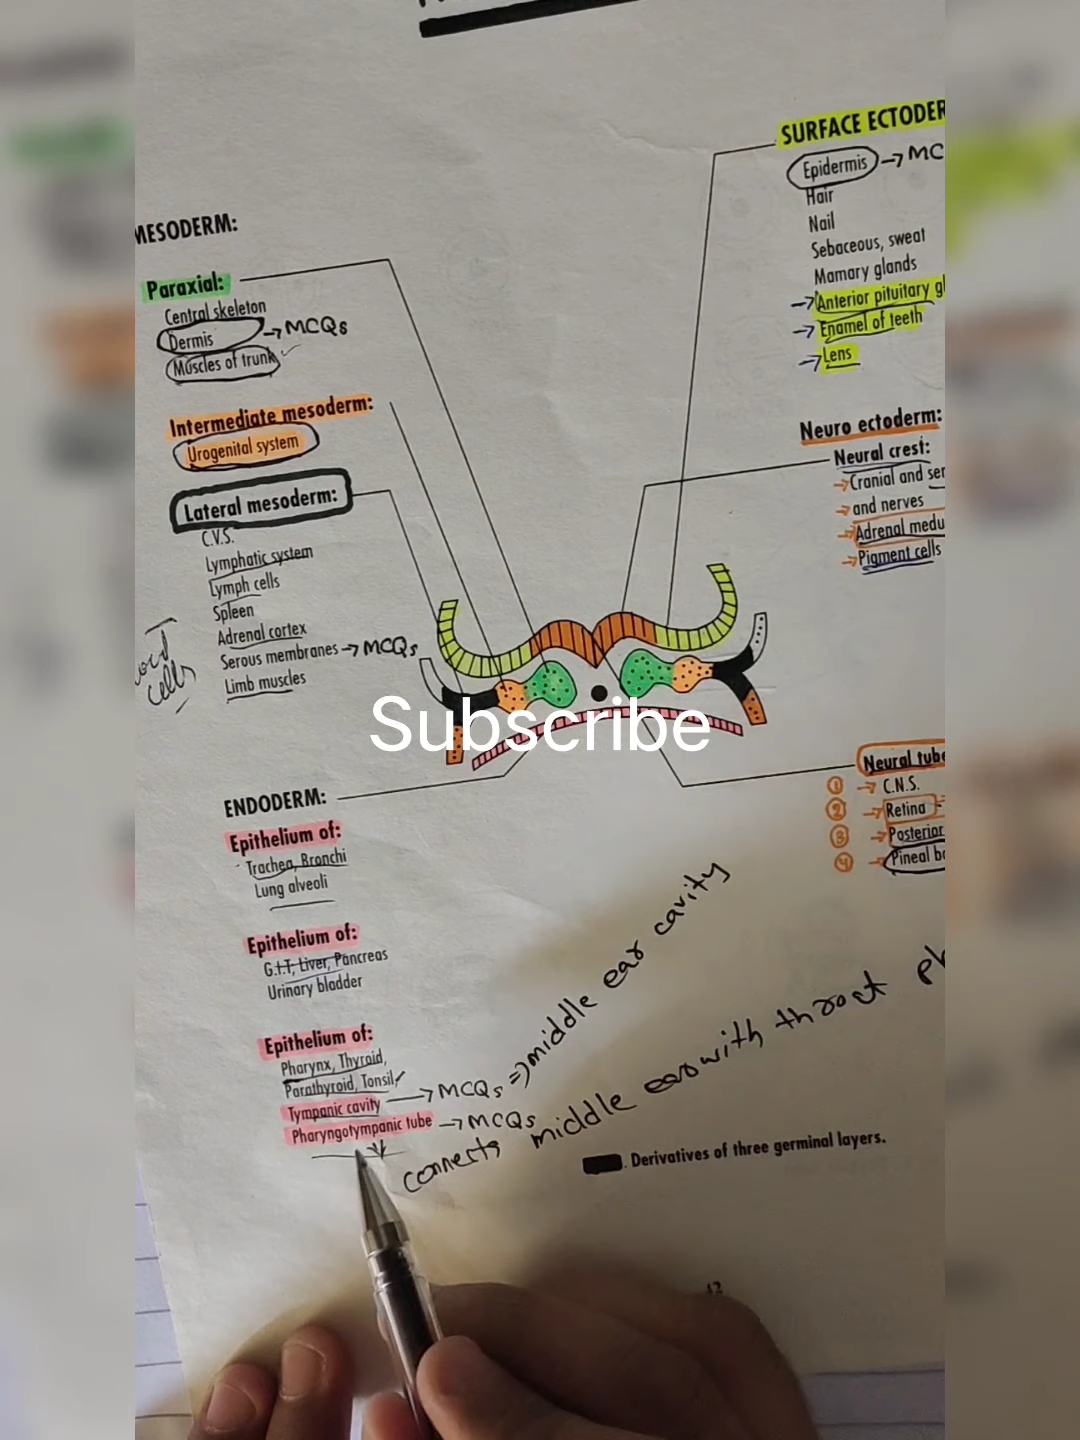 MESODERM:
Paraxial:
Central skeleton
Dermis → MCQs
Muscles of trunk
Intermediate mesoderm:
Urogenital system
Lateral mesoderm:
C.V.S.
Lymphatic system
Lymph cells
Spleen
Adrenal cortex
Serous membranes → MCQs
Limb muscles
cells
SURFACE ECTODER
Epidermis → MC
Hair
Nail
Sebaceous, sweat
Mamary glands
→ Anterior pituitary gl
→ Enamel of teeth
→ Lens
Neuro ectoderm:
Neural crest:
→ Cranial and ser
→ and nerves
→ Adrenal medu
→ Pigment cells
Subscribe
Neural tube
① → C.N.S.
② → Retina
③ → Posterior
④ → Pineal bo
ENDODERM:
Epithelium of:
Trachea, Bronchi
Lung alveoli
Epithelium of:
G.I.T, Liver, Pancreas
Urinary bladder
Epithelium of:
Pharynx, Thyroid,
Parathyroid, Tonsil
Tympanic cavity → MCQs ⇒ middle ear cavity
Pharyngotympanic tube → MCQs
connects middle ear with throat ph
. Derivatives of three germinal layers.
42